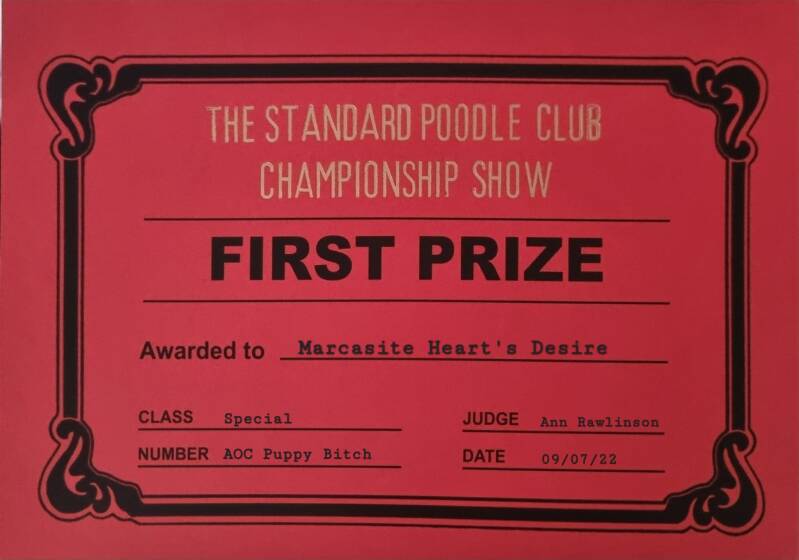 THE STANDARD POODLE CLUB
CHAMPIONSHIP SHOW
FIRST PRIZE
Awarded to Marcasite Heart's Desire
CLASS Special
JUDGE Ann Rawlinson
NUMBER AOC Puppy Bitch
DATE 09/07/22